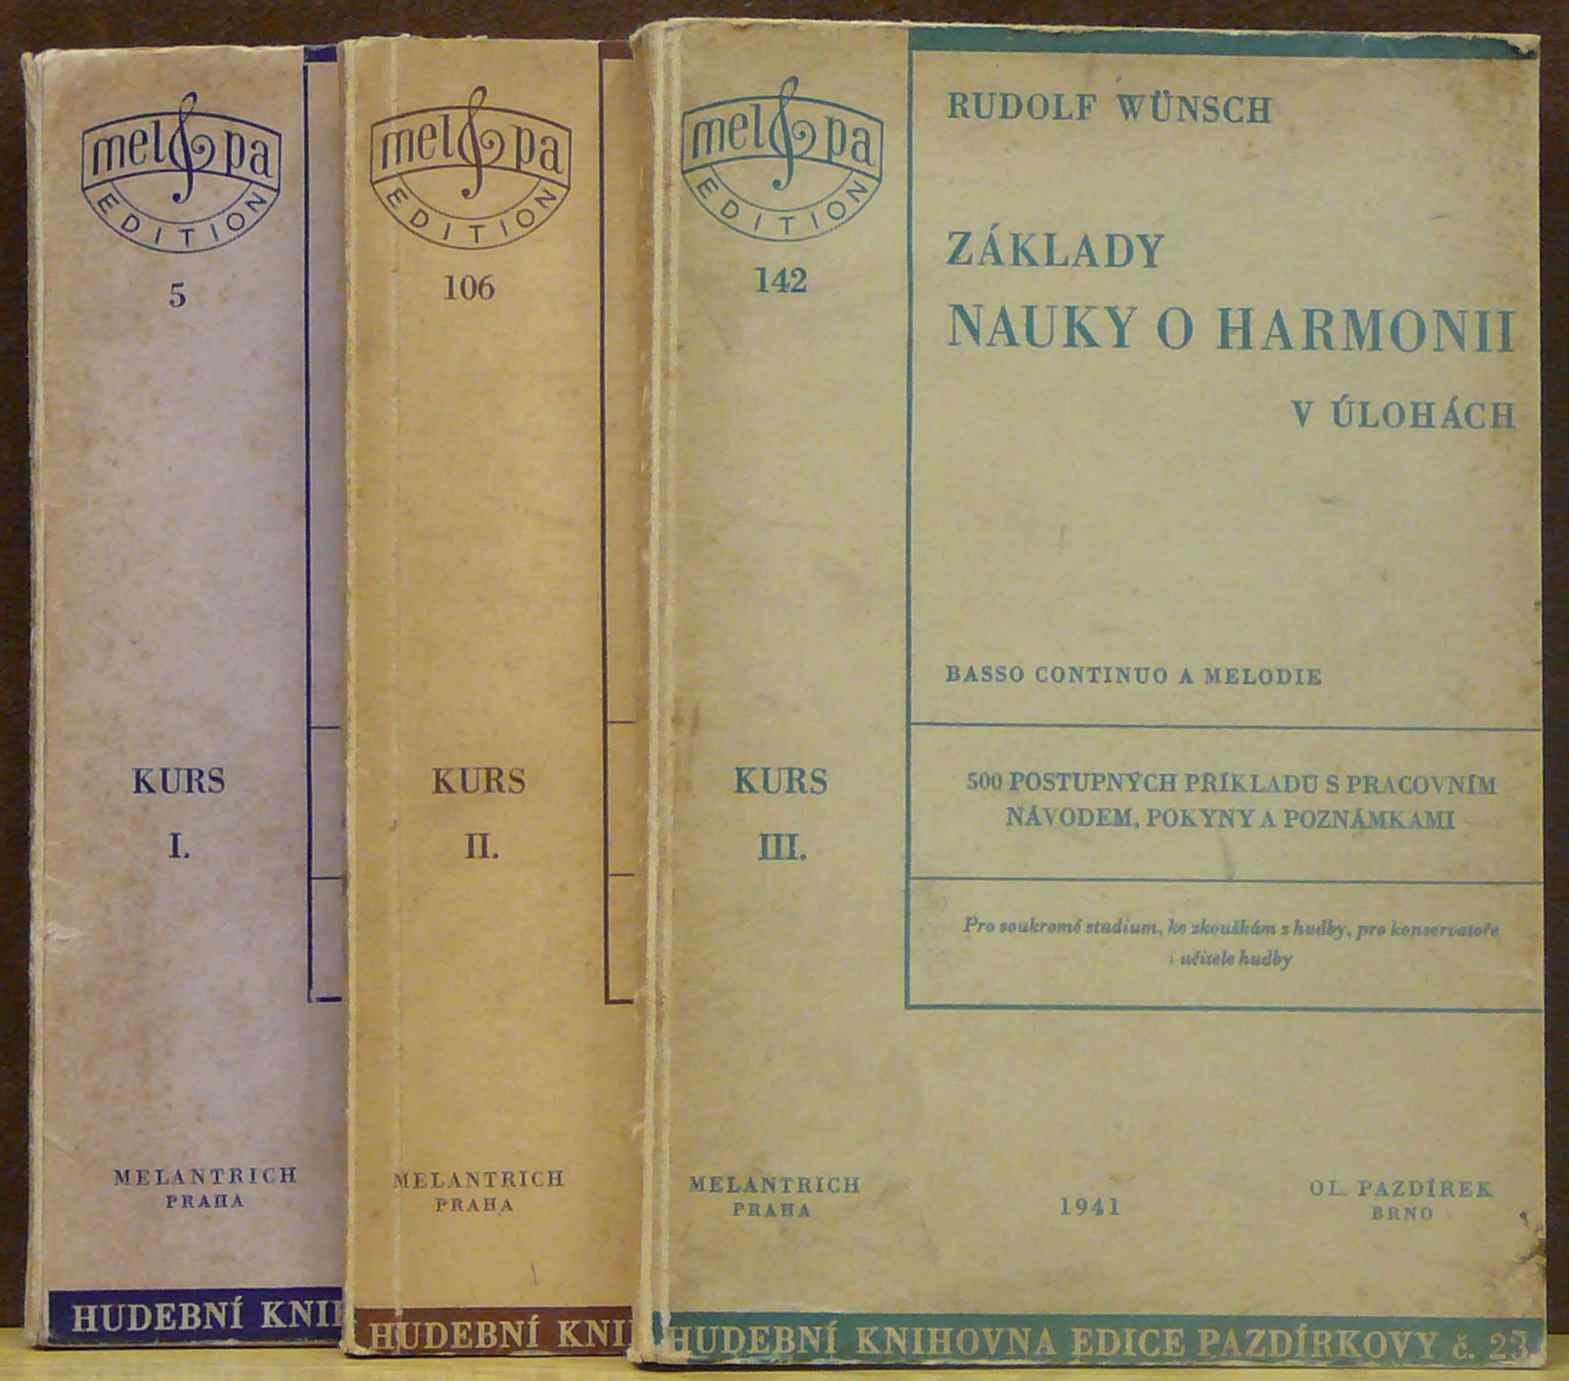 mel pa
EDITION
5
KURS
I.
MELANTRICH
PRAHA
HUDEBNÍ KNI
mel pa
EDITION
106
KURS
II.
MELANTRICH
PRAHA
HUDEBNÍ KNI
mel pa
EDITION
142
KURS
III.
MELANTRICH
PRAHA
RUDOLF WÜNSCH
ZÁKLADY
NAUKY O HARMONII
V ÚLOHÁCH
BASSO CONTINUO A MELODIE
500 POSTUPNÝCH PŘÍKLADŮ S PRACOVNÍM
NÁVODEM, POKYNY A POZNÁMKAMI
Pro soukromé studium, ke zkouškám z hudby, pro konservatoře
i učitele hudby
1941
OL. PAZDÍREK
BRNO
HUDEBNÍ KNIHOVNA EDICE PAZDÍRKOVY č. 23